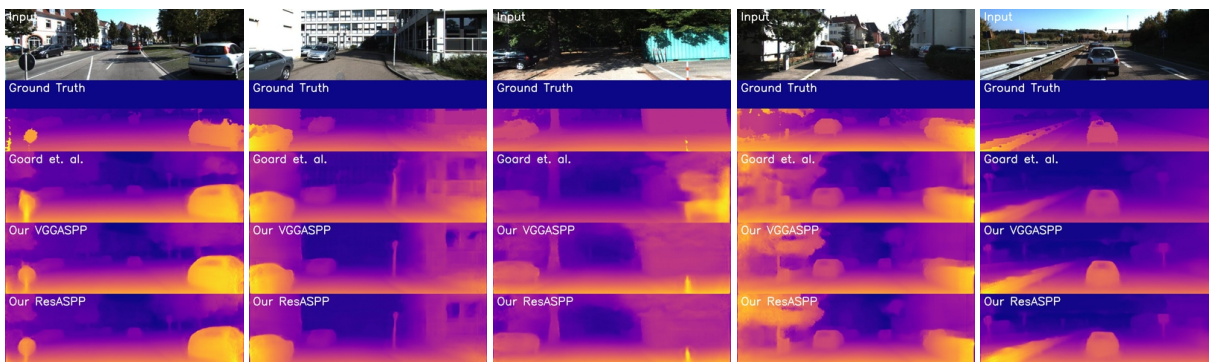 Input
Input
Input
Input
Input
Ground Truth
Ground Truth
Ground Truth
Ground Truth
Ground Truth
Goard et. al.
Goard et. al.
Goard et. al.
Goard et. al.
Goard et. al.
Our VGGASPP
Our VGGASPP
Our VGGASPP
Our VGGASPP
Our VGGASPP
Our ResASPP
Our ResASPP
Our ResASPP
Our ResASPP
Our ResASPP